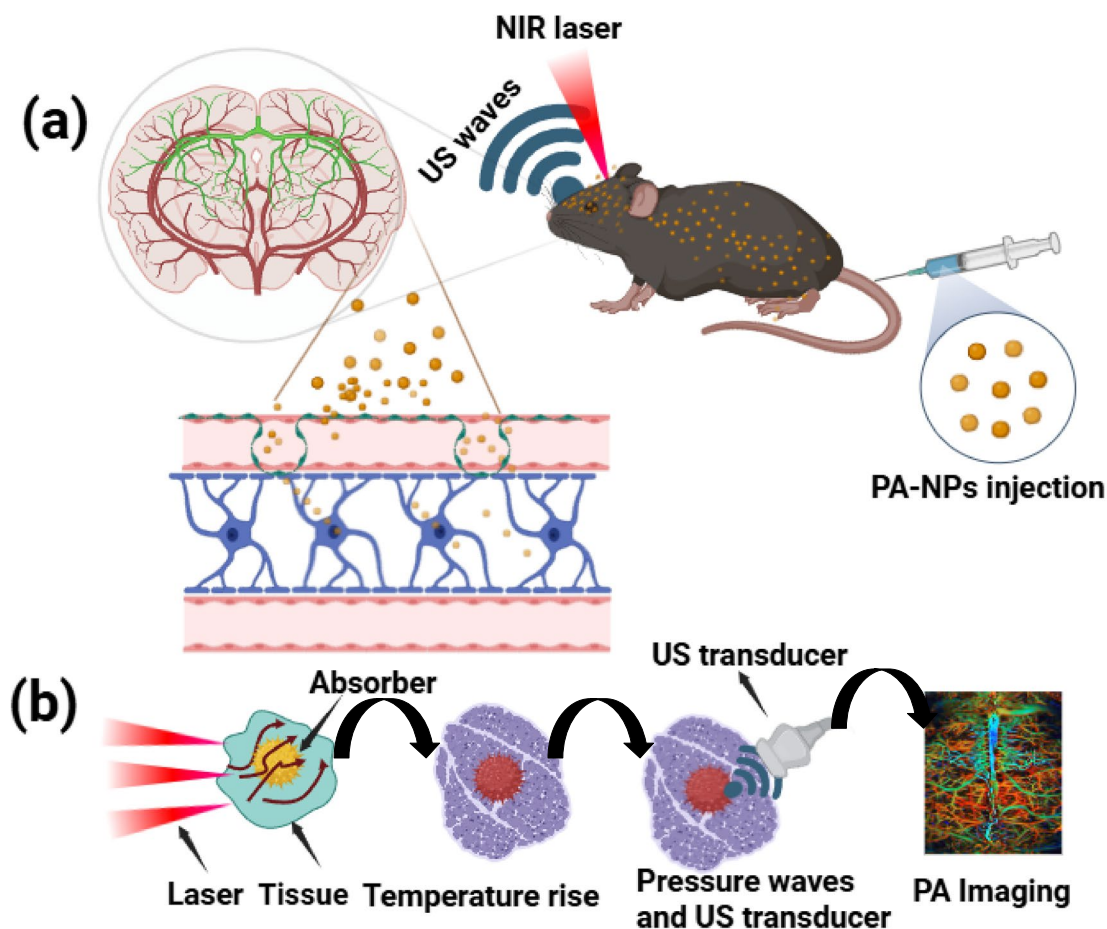 NIR laser
(a)
US waves
PA-NPs injection
(b)
Absorber
US transducer
Laser
Tissue
Temperature rise
Pressure waves
and US transducer
PA Imaging